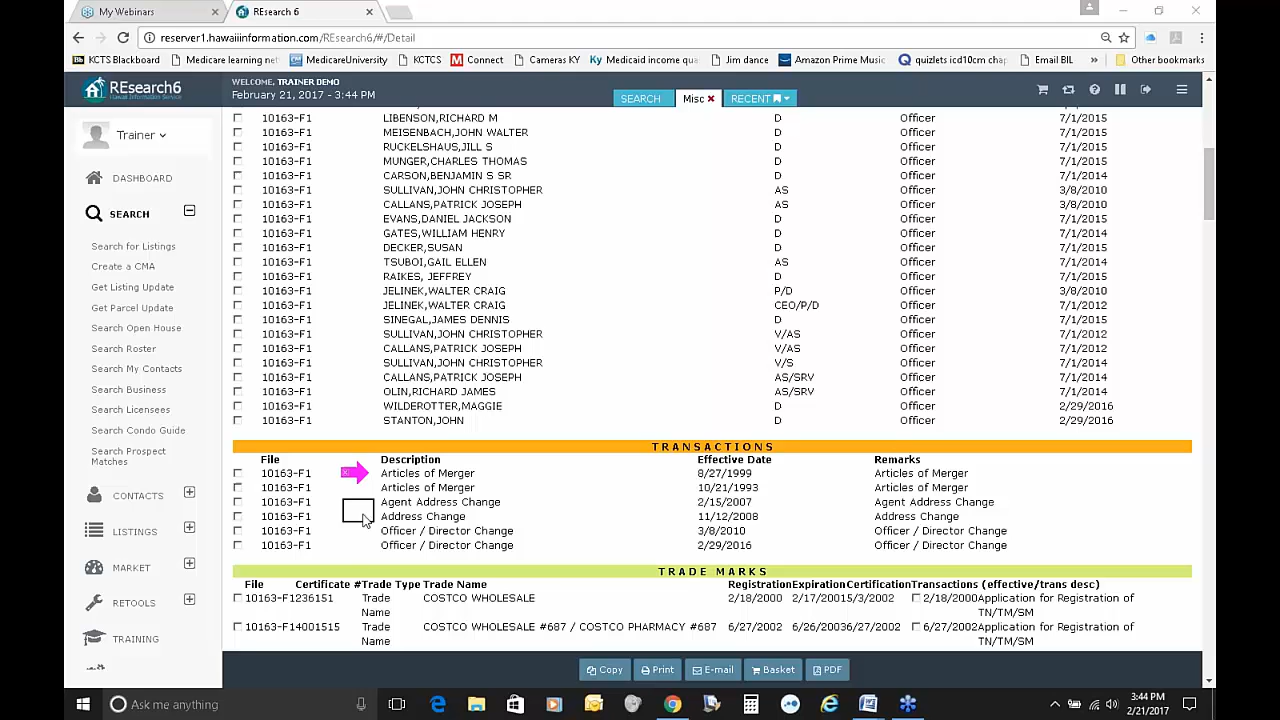 My Webinars
REsearch 6
reserver1.hawaiiinformation.com/REsearch6/#/Detail
KCTS Blackboard
Medicare learning net
MedicareUniversity
KCTCS
Connect
Cameras KY
Medicaid income qua
Jim dance
Amazon Prime Music
quizlets icd10cm chap
Email BIL
Other bookmarks
REsearch6
Hawaii Information Service
WELCOME, TRAINER DEMO
February 21, 2017 - 3:44 PM
SEARCH
Misc
RECENT
Trainer
DASHBOARD
SEARCH
Search for Listings
Create a CMA
Get Listing Update
Get Parcel Update
Search Open House
Search Roster
Search My Contacts
Search Business
Search Licensees
Search Condo Guide
Search Prospect
Matches
CONTACTS
LISTINGS
MARKET
RETOOLS
TRAINING
10163-F1 LIBENSON,RICHARD M D Officer 7/1/2015
10163-F1 MEISENBACH,JOHN WALTER D Officer 7/1/2015
10163-F1 RUCKELSHAUS,JILL S D Officer 7/1/2015
10163-F1 MUNGER,CHARLES THOMAS D Officer 7/1/2015
10163-F1 CARSON,BENJAMIN S SR D Officer 7/1/2014
10163-F1 SULLIVAN,JOHN CHRISTOPHER AS Officer 3/8/2010
10163-F1 CALLANS,PATRICK JOSEPH AS Officer 3/8/2010
10163-F1 EVANS,DANIEL JACKSON D Officer 7/1/2015
10163-F1 GATES,WILLIAM HENRY D Officer 7/1/2014
10163-F1 DECKER,SUSAN D Officer 7/1/2015
10163-F1 TSUBOI,GAIL ELLEN AS Officer 7/1/2014
10163-F1 RAIKES, JEFFREY D Officer 7/1/2015
10163-F1 JELINEK,WALTER CRAIG P/D Officer 3/8/2010
10163-F1 JELINEK,WALTER CRAIG CEO/P/D Officer 7/1/2012
10163-F1 SINEGAL,JAMES DENNIS D Officer 7/1/2015
10163-F1 SULLIVAN,JOHN CHRISTOPHER V/AS Officer 7/1/2012
10163-F1 CALLANS,PATRICK JOSEPH V/AS Officer 7/1/2012
10163-F1 SULLIVAN,JOHN CHRISTOPHER V/S Officer 7/1/2014
10163-F1 CALLANS,PATRICK JOSEPH AS/SRV Officer 7/1/2014
10163-F1 OLIN,RICHARD JAMES AS/SRV Officer 7/1/2014
10163-F1 WILDEROTTER,MAGGIE D Officer 2/29/2016
10163-F1 STANTON,JOHN D Officer 2/29/2016
TRANSACTIONS
File Description Effective Date Remarks
10163-F1 Articles of Merger 8/27/1999 Articles of Merger
10163-F1 Articles of Merger 10/21/1993 Articles of Merger
10163-F1 Agent Address Change 2/15/2007 Agent Address Change
10163-F1 Address Change 11/12/2008 Address Change
10163-F1 Officer / Director Change 3/8/2010 Officer / Director Change
10163-F1 Officer / Director Change 2/29/2016 Officer / Director Change
TRADE MARKS
File Certificate #Trade Type Trade Name RegistrationExpirationCertificationTransactions (effective/trans desc)
10163-F1236151 Trade COSTCO WHOLESALE 2/18/2000 2/17/20015/3/2002 2/18/2000Application for Registration of
Name TN/TM/SM
10163-F14001515 Trade COSTCO WHOLESALE #687 / COSTCO PHARMACY #687 6/27/2002 6/26/20036/27/2002 6/27/2002Application for Registration of
Name TN/TM/SM
Copy
Print
E-mail
Basket
PDF
Ask me anything
3:44 PM
2/21/2017